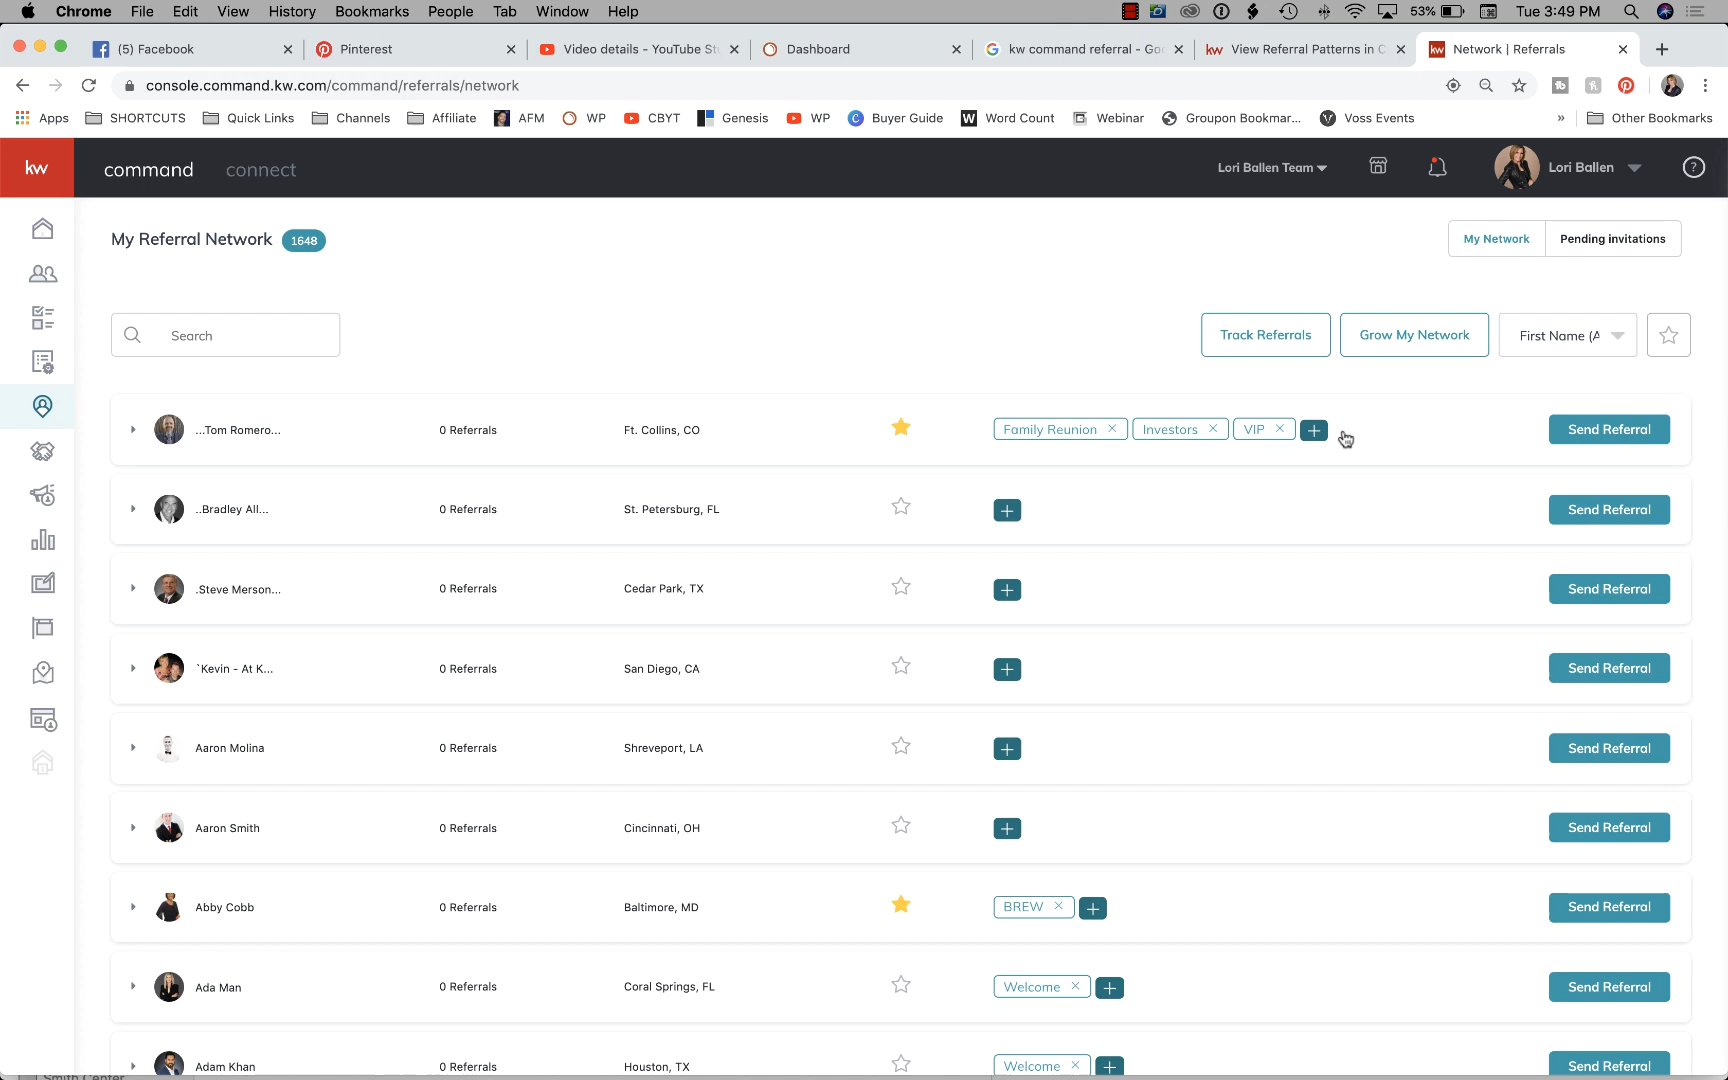 Chrome File Edit View History Bookmarks People Tab Window Help 53% Tue 3:49 PM
(5) Facebook Pinterest Video details - YouTube Stu Dashboard kw command referral - Goo kw View Referral Patterns in C kw Network | Referrals
console.command.kw.com/command/referrals/network
Apps SHORTCUTS Quick Links Channels Affiliate AFM WP CBYT Genesis WP Buyer Guide W Word Count Webinar Groupon Bookmar... Voss Events » Other Bookmarks
kw command connect Lori Ballen Team Lori Ballen ?
My Referral Network 1648 My Network Pending invitations
Search Track Referrals Grow My Network First Name (A
...Tom Romero... 0 Referrals Ft. Collins, CO Family Reunion × Investors × VIP × + Send Referral
..Bradley All... 0 Referrals St. Petersburg, FL + Send Referral
.Steve Merson... 0 Referrals Cedar Park, TX + Send Referral
`Kevin - At K... 0 Referrals San Diego, CA + Send Referral
Aaron Molina 0 Referrals Shreveport, LA + Send Referral
Aaron Smith 0 Referrals Cincinnati, OH + Send Referral
Abby Cobb 0 Referrals Baltimore, MD BREW × + Send Referral
Ada Man 0 Referrals Coral Springs, FL Welcome × + Send Referral
Adam Khan 0 Referrals Houston, TX Welcome × + Send Referral
Smith Center